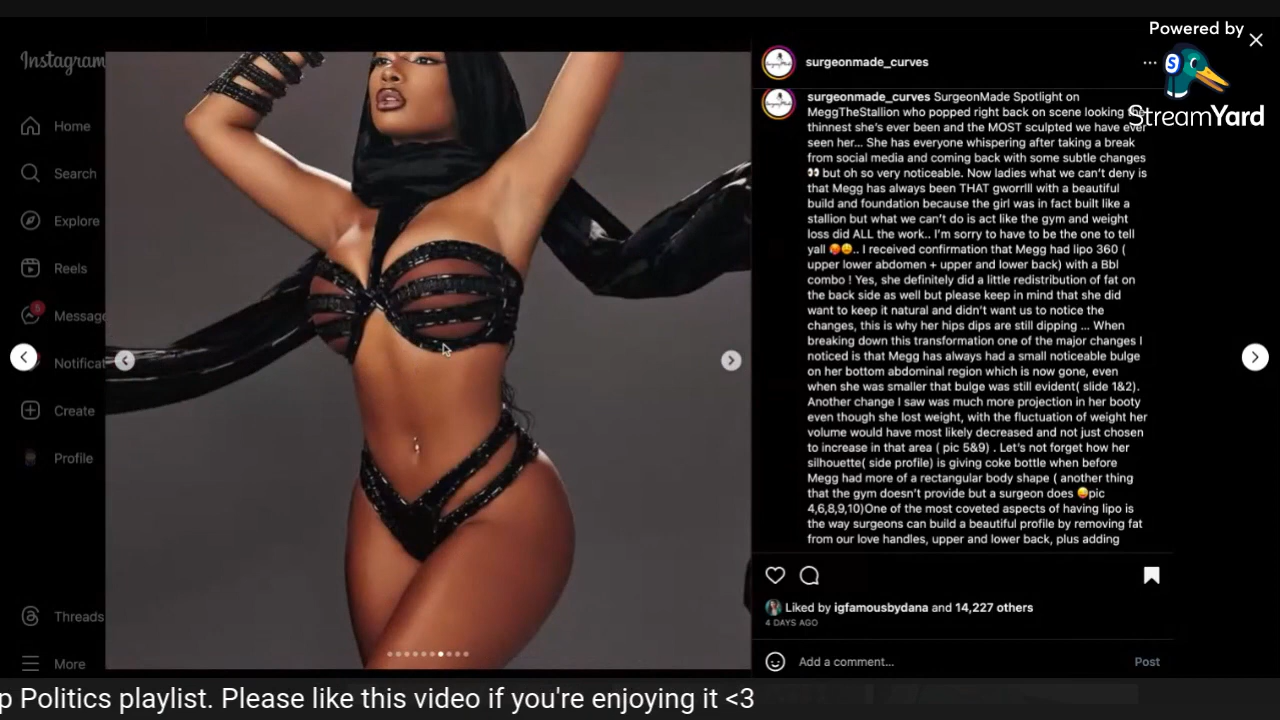 Powered by
StreamYard
Instagram
Home
Search
Explore
Reels
Messag
5
Notificat
Create
Profile
Threads
More
surgeonmade_curves
surgeonmade_curves SurgeonMade Spotlight on
MeggTheStallion who popped right back on scene looking the
thinnest she's ever been and the MOST sculpted we have ever
seen her... She has everyone whispering after taking a break
from social media and coming back with some subtle changes
👀 but oh so very noticeable. Now ladies what we can't deny is
that Megg has always been THAT gworrlll with a beautiful
build and foundation because the girl was in fact built like a
stallion but what we can't do is act like the gym and weight
loss did ALL the work.. I'm sorry to have to be the one to tell
yall 🥵😩.. I received confirmation that Megg had lipo 360 (
upper lower abdomen + upper and lower back) with a Bbl
combo ! Yes, she definitely did a little redistribution of fat on
the back side as well but please keep in mind that she did
want to keep it natural and didn't want us to notice the
changes, this is why her hips dips are still dipping ... When
breaking down this transformation one of the major changes I
noticed is that Megg has always had a small noticeable bulge
on her bottom abdominal region which is now gone, even
when she was smaller that bulge was still evident( slide 1&2).
Another change I saw was much more projection in her booty
even though she lost weight, with the fluctuation of weight her
volume would have most likely decreased and not just chosen
to increase in that area ( pic 5&9) . Let's not forget how her
silhouette( side profile) is giving coke bottle when before
Megg had more of a rectangular body shape ( another thing
that the gym doesn't provide but a surgeon does 😜pic
4,6,8,9,10)One of the most coveted aspects of having lipo is
the way surgeons can build a beautiful profile by removing fat
from our love handles, upper and lower back, plus adding
Liked by igfamousbydana and 14,227 others
4 DAYS AGO
Add a comment...
Post
p Politics playlist. Please like this video if you're enjoying it <3